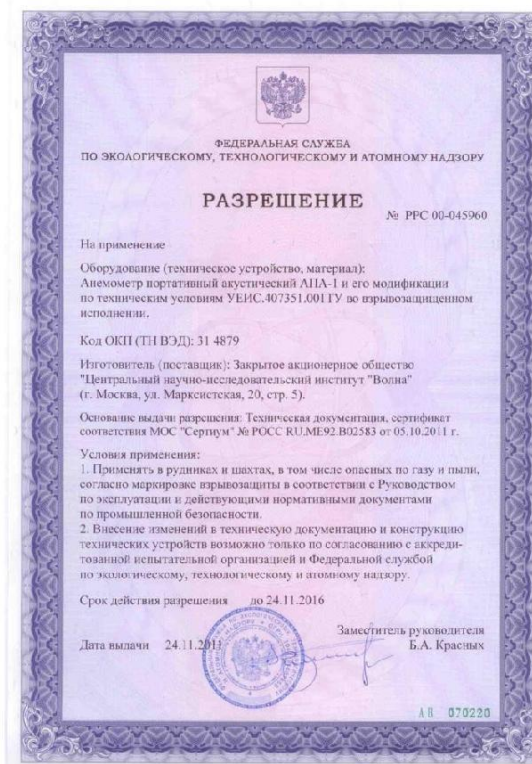 ФЕДЕРАЛЬНАЯ СЛУЖБА
ПО ЭКОЛОГИЧЕСКОМУ, ТЕХНОЛОГИЧЕСКОМУ И АТОМНОМУ НАДЗОРУ
РАЗРЕШЕНИЕ
№ РРС 00-045960
На применение
Оборудование (техническое устройство, материал):
Анемометр портативный акустический АПА-1 и его модификации
по техническим условиям УЕИС.407351.001 ТУ во взрывозащищенном
исполнении.
Код ОКП (ТН ВЭД): 31 4879
Изготовитель (поставщик): Закрытое акционерное общество
"Центральный научно-исследовательский институт "Волна"
(г. Москва, ул. Марксистская, 20, стр. 5).
Основание выдачи разрешения: Техническая документация, сертификат
соответствия МОС "Сертиум" № РОСС RU.ME92.B02583 от 05.10.2011 г.
Условия применения:
1. Применять в рудниках и шахтах, в том числе опасных по газу и пыли,
согласно маркировке взрывозащиты в соответствии с Руководством
по эксплуатации и действующими нормативными документами
по промышленной безопасности.
2. Внесение изменений в техническую документацию и конструкцию
технических устройств возможно только по согласованию с аккреди-
тованной испытательной организацией и Федеральной службой
по экологическому, технологическому и атомному надзору.
Срок действия разрешения до 24.11.2016
Заместитель руководителя
Дата выдачи 24.11.2011 Б.А. Красных
АВ 070220